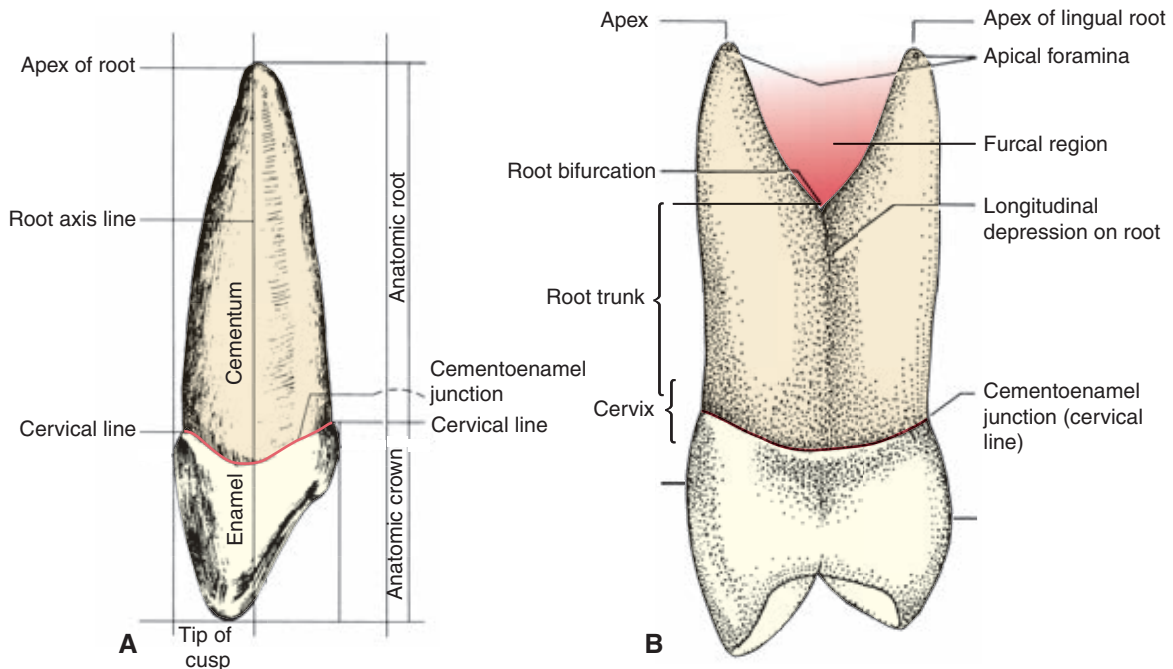 Apex of root
Root axis line
Cervical line
Cementum
Enamel
Anatomic root
Anatomic crown
Cementoenamel
junction
Cervical line
A
Tip of
cusp
Apex
Apex of lingual root
Apical foramina
Furcal region
Root bifurcation
Longitudinal
depression on root
Root trunk
Cervix
Cementoenamel
junction (cervical
line)
B